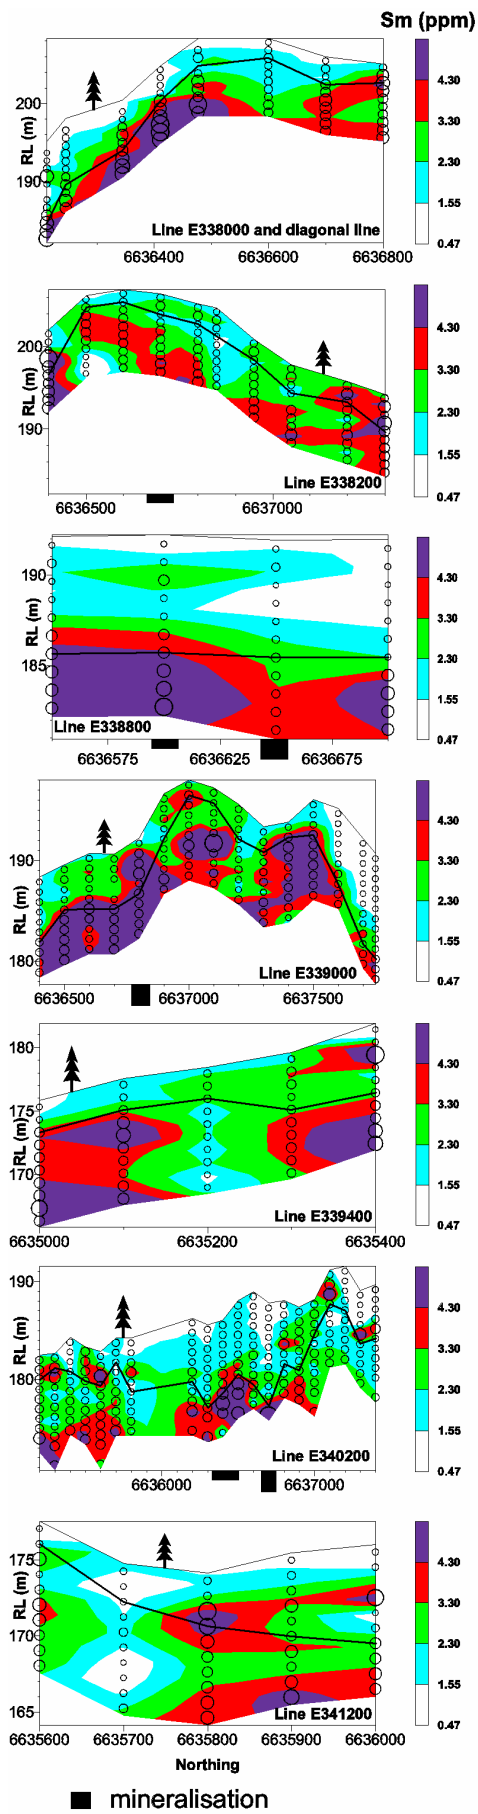 Sm (ppm)
RL (m)
200
190
4.30
3.30
2.30
1.55
0.47
Line E338000 and diagonal line
6636400 6636600 6636800
RL (m)
200
190
4.30
3.30
2.30
1.55
0.47
Line E338200
6636500 6637000
RL (m)
190
185
4.30
3.30
2.30
1.55
0.47
Line E338800
6636575 6636625 6636675
RL (m)
190
180
4.30
3.30
2.30
1.55
0.47
Line E339000
6636500 6637000 6637500
RL (m)
180
175
170
4.30
3.30
2.30
1.55
0.47
Line E339400
6635000 6635200 6635400
RL (m)
190
180
4.30
3.30
2.30
1.55
0.47
Line E340200
6636000 6637000
RL (m)
175
170
165
4.30
3.30
2.30
1.55
0.47
Line E341200
6635600 6635700 6635800 6635900 6636000
Northing
mineralisation